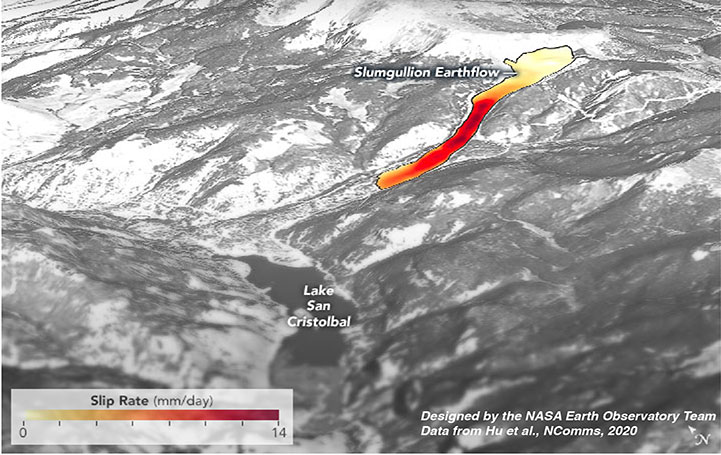 Slumgullion Earthflow
Lake
San
Cristolbal
Slip Rate (mm/day)
0 14
Designed by the NASA Earth Observatory Team
Data from Hu et al., NComms, 2020
N